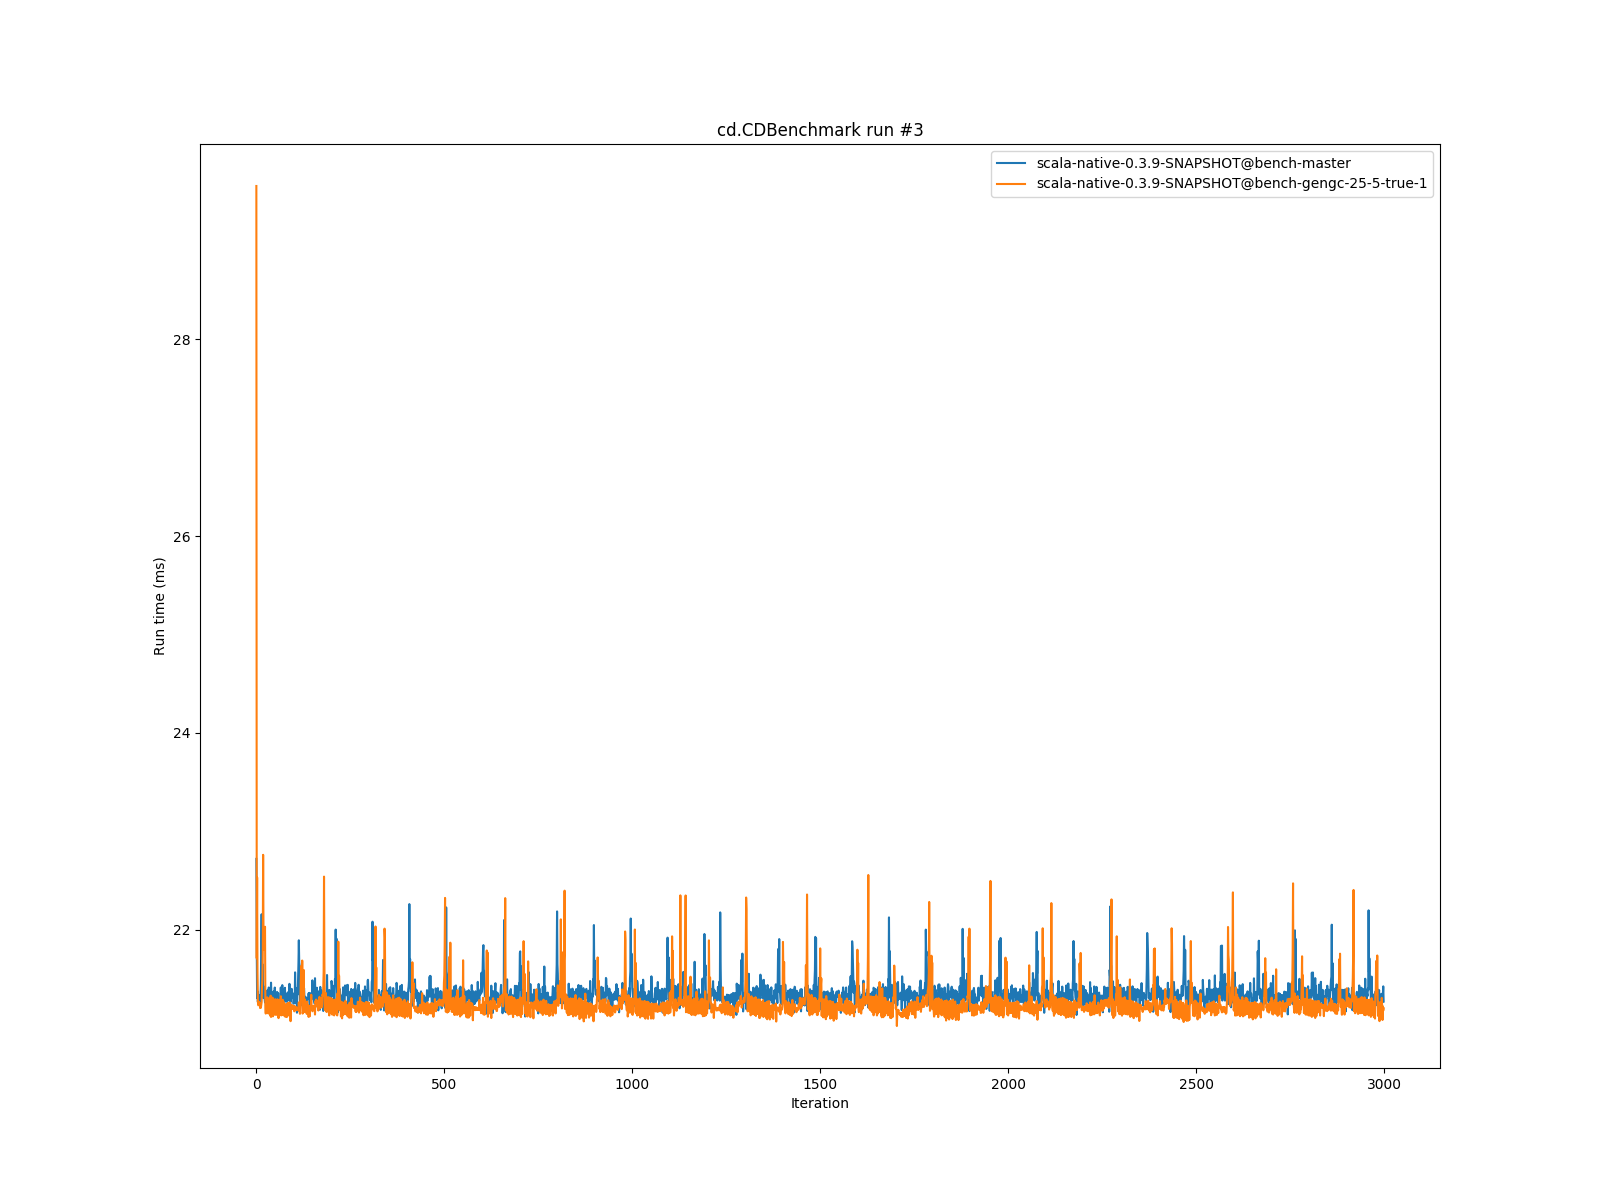 cd.CDBenchmark run #3
scala-native-0.3.9-SNAPSHOT@bench-master
scala-native-0.3.9-SNAPSHOT@bench-gengc-25-5-true-1
Run time (ms)
28
26
24
22
0
500
1000
1500
2000
2500
3000
Iteration